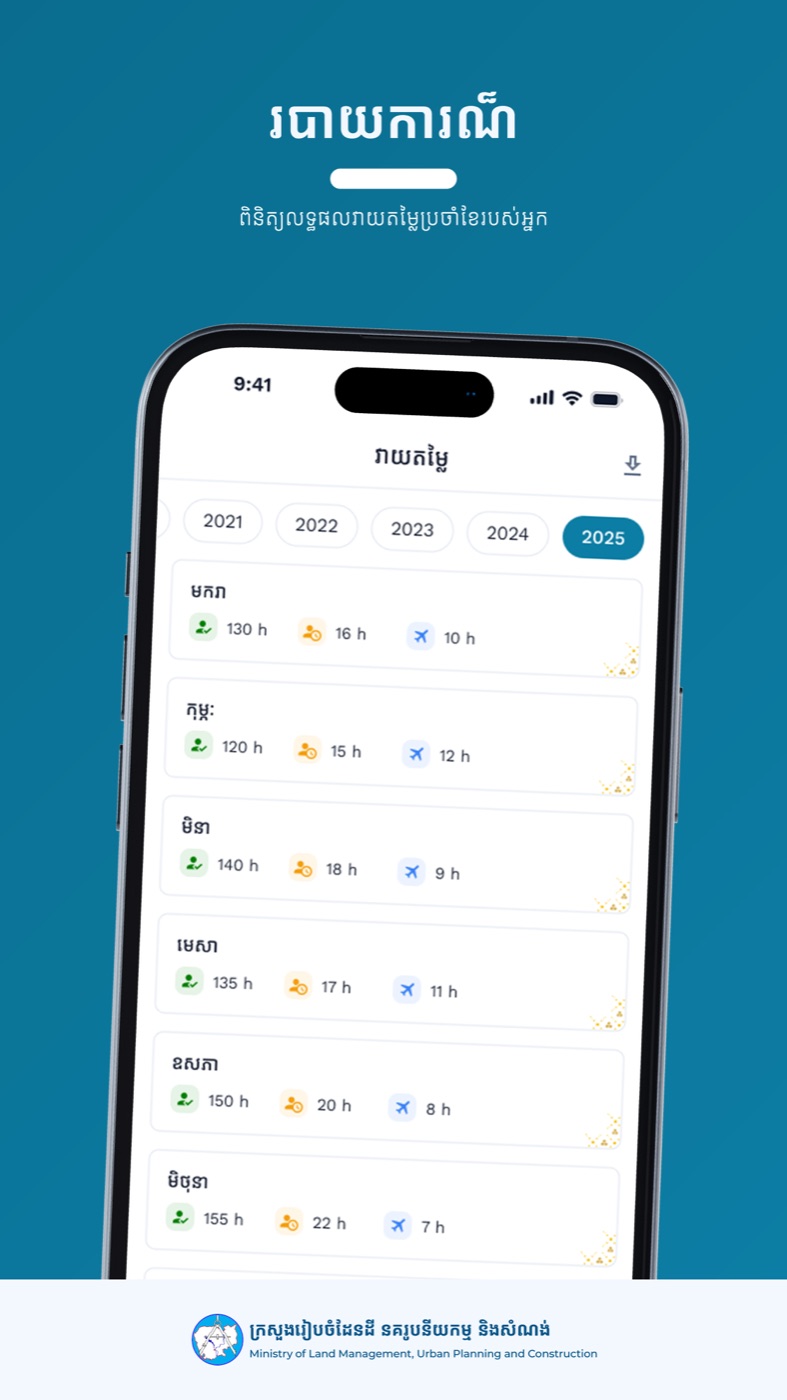 របាយការណ៏
ពិនិត្យលទ្ធផលវាយតម្លៃប្រចាំខែរបស់អ្នក
9:41
វាយតម្លៃ
2021 2022 2023 2024 2025
មករា
130 h 16 h 10 h
កុម្ភៈ
120 h 15 h 12 h
មិនា
140 h 18 h 9 h
មេសា
135 h 17 h 11 h
ឧសភា
150 h 20 h 8 h
មិថុនា
155 h 22 h 7 h
ក្រសួងរៀបចំដែនដី នគរូបនីយកម្ម និងសំណង់
Ministry of Land Management, Urban Planning and Construction